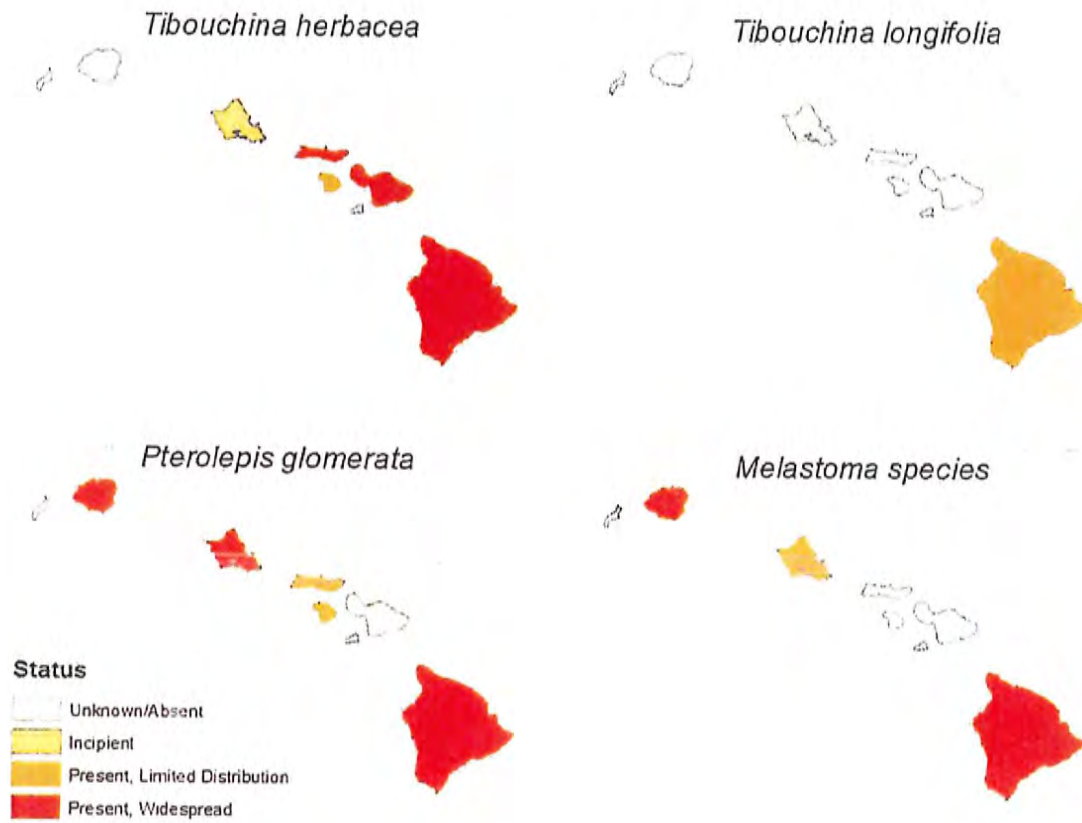 Tibouchina herbacea
Tibouchina longifolia
Pterolepis glomerata
Melastoma species
Status
Unknown/Absent
Incipient
Present, Limited Distribution
Present, Widespread